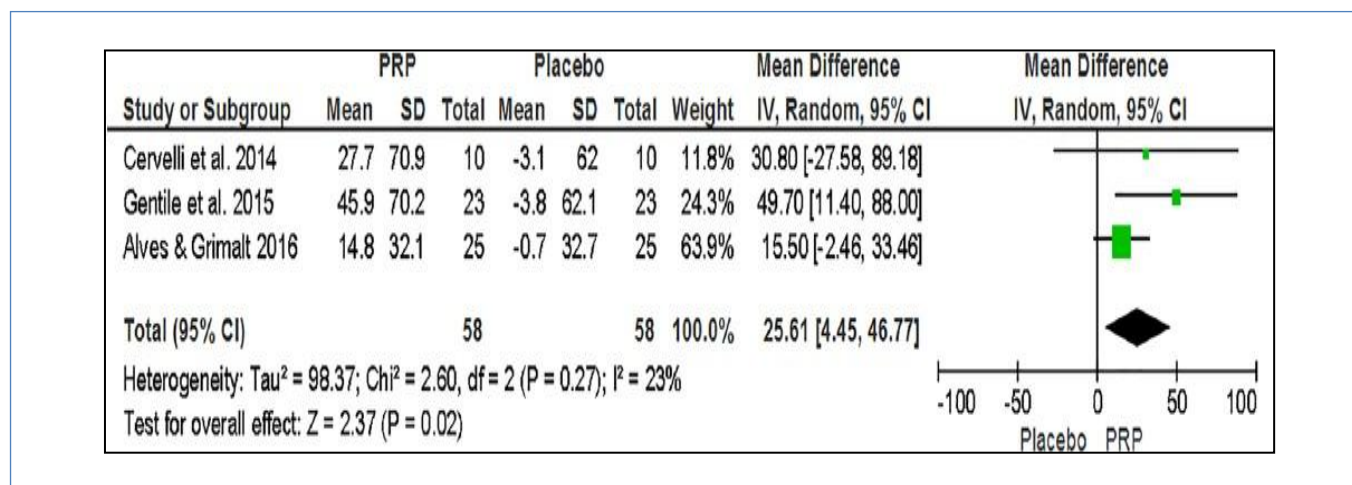 PRP Placebo Mean Difference Mean Difference
Study or Subgroup Mean SD Total Mean SD Total Weight IV, Random, 95% CI IV, Random, 95% CI
Cervelli et al. 2014 27.7 70.9 10 -3.1 62 10 11.8% 30.80 [-27.58, 89.18]
Gentile et al. 2015 45.9 70.2 23 -3.8 62.1 23 24.3% 49.70 [11.40, 88.00]
Alves & Grimalt 2016 14.8 32.1 25 -0.7 32.7 25 63.9% 15.50 [-2.46, 33.46]
Total (95% CI) 58 58 100.0% 25.61 [4.45, 46.77]
Heterogeneity: Tau² = 98.37; Chi² = 2.60, df = 2 (P = 0.27); I² = 23%
Test for overall effect: Z = 2.37 (P = 0.02)
-100 -50 0 50 100
Placebo PRP